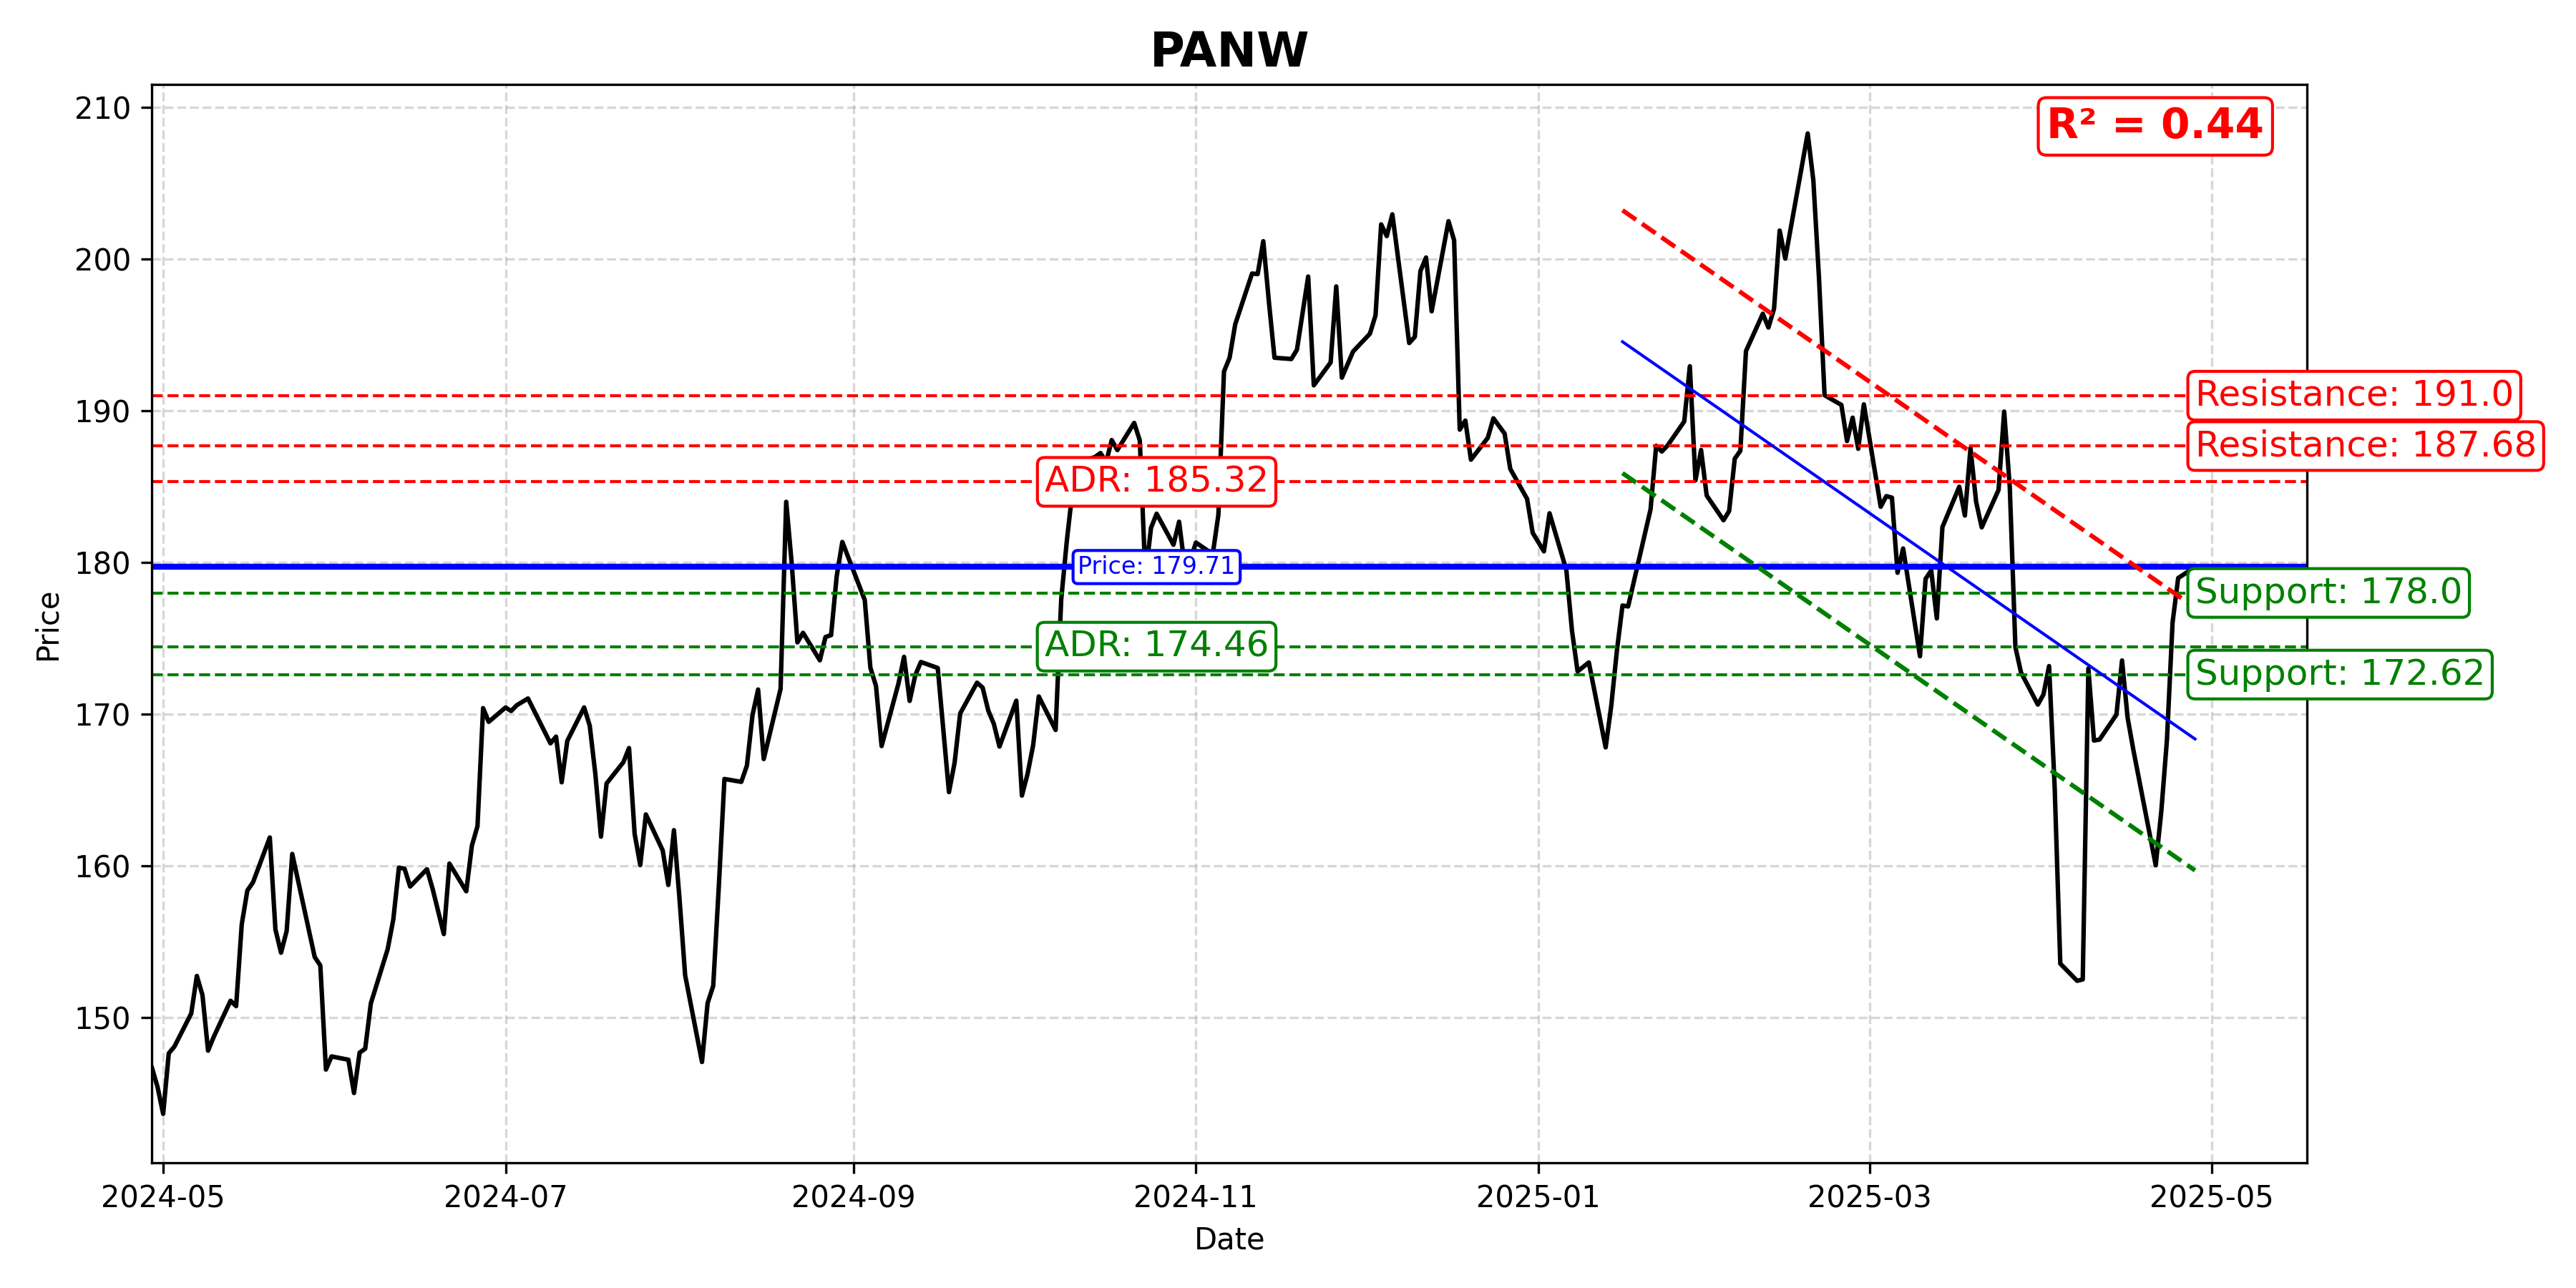 PANW
R² = 0.44
210
200
190
180
170
160
150
Price
Resistance: 191.0
Resistance: 187.68
ADR: 185.32
Price: 179.71
Support: 178.0
ADR: 174.46
Support: 172.62
2024-05
2024-07
2024-09
2024-11
2025-01
2025-03
2025-05
Date